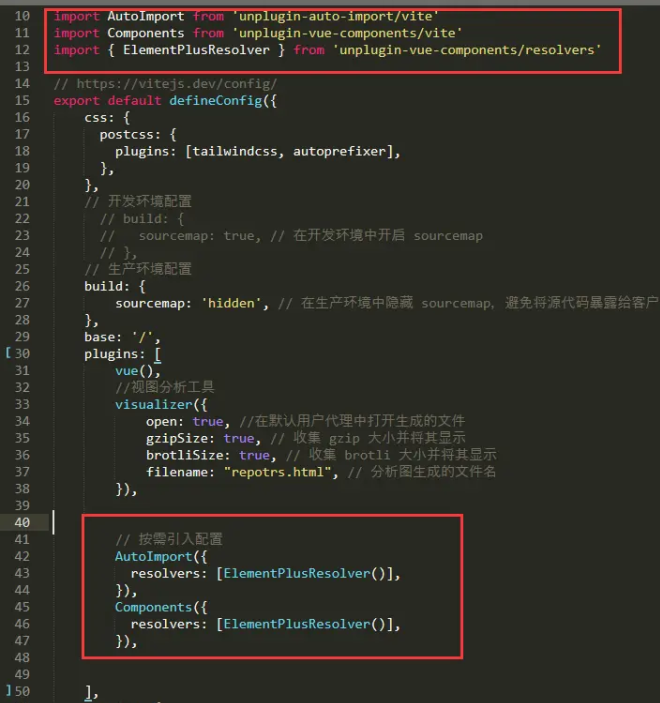 10 import AutoImport from 'unplugin-auto-import/vite'
11 import Components from 'unplugin-vue-components/vite'
12 import { ElementPlusResolver } from 'unplugin-vue-components/resolvers'
13
14 // https://vitejs.dev/config/
15 export default defineConfig({
16 css: {
17 postcss: {
18 plugins: [tailwindcss, autoprefixer],
19 },
20 },
21 // 开发环境配置
22 // build: {
23 // sourcemap: true, // 在开发环境中开启 sourcemap
24 // },
25 // 生产环境配置
26 build: {
27 sourcemap: 'hidden', // 在生产环境中隐藏 sourcemap, 避免将源代码暴露给客户
28 },
29 base: '/',
30 plugins: [
31 vue(),
32 //视图分析工具
33 visualizer({
34 open: true, //在默认用户代理中打开生成的文件
35 gzipSize: true, // 收集 gzip 大小并将其显示
36 brotliSize: true, // 收集 brotli 大小并将其显示
37 filename: "repotrs.html", // 分析图生成的文件名
38 }),
39
40
41 // 按需引入配置
42 AutoImport({
43 resolvers: [ElementPlusResolver()],
44 }),
45 Components({
46 resolvers: [ElementPlusResolver()],
47 }),
48
49
50 ],